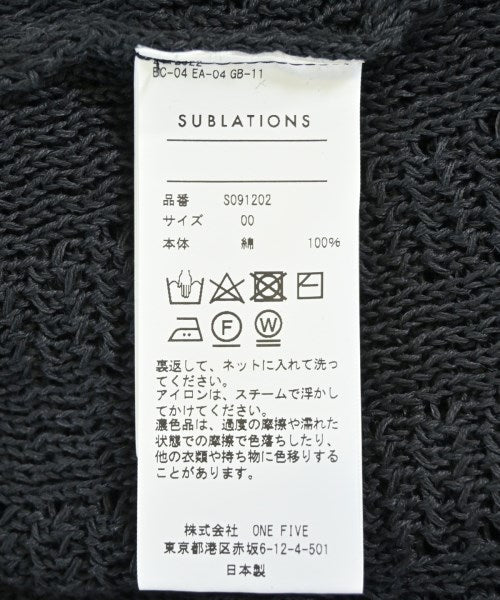 BC-04 EA-04 GB-11
SUBLATIONS
品番 S091202
サイズ 00
本体 綿 100%
F W
裏返して、ネットに入れて洗っ
てください。
アイロンは、スチームで浮かし
てかけてください。
濃色品は、過度の摩擦や濡れた
状態での摩擦で色落ちしたり、
他の衣類や持ち物に色移りする
ことがあります。
株式会社 ONE FIVE
東京都港区赤坂6-12-4-501
日本製